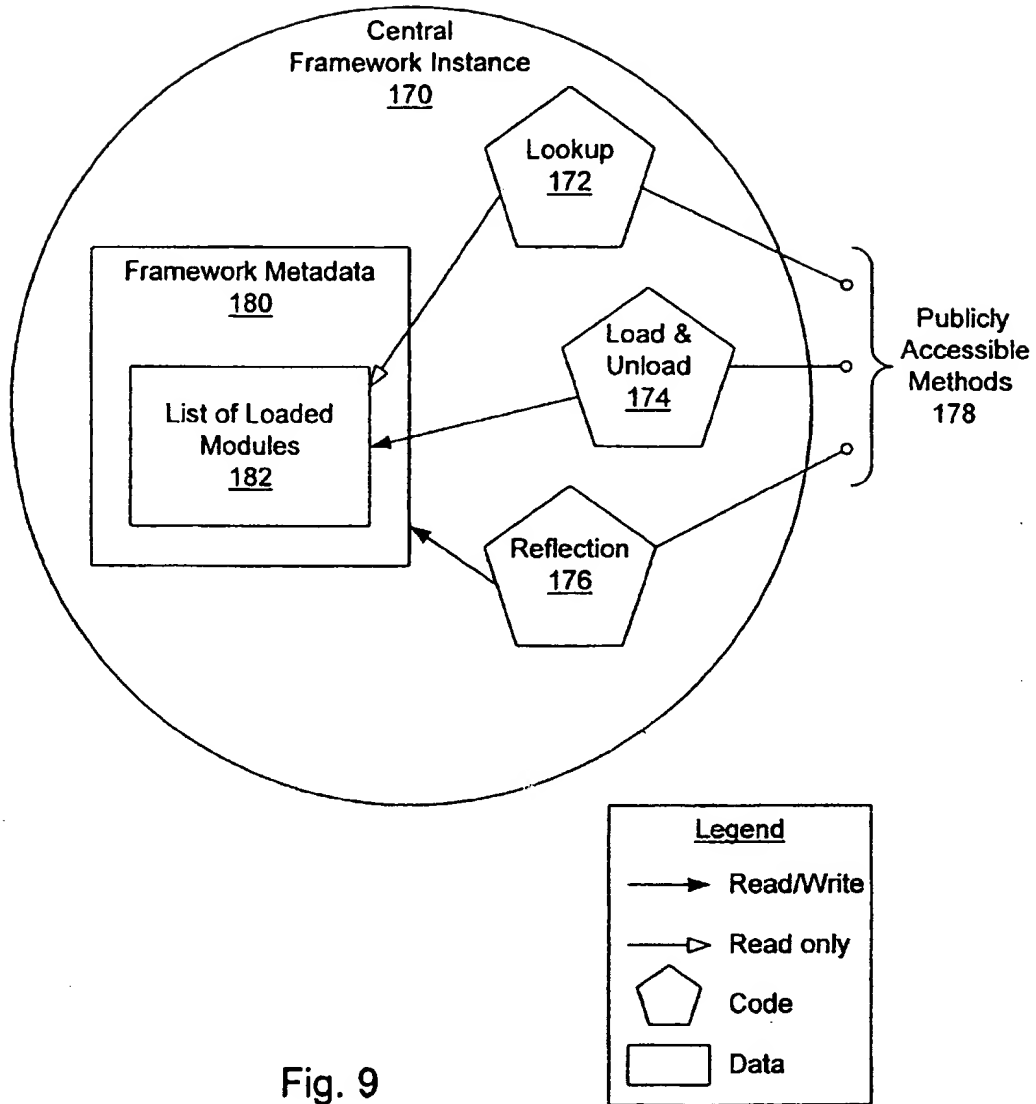 Central
Framework Instance
170
Lookup
172
Framework Metadata
180
List of Loaded
Modules
182
Load &
Unload
174
Reflection
176
Publicly
Accessible
Methods
178
Legend
Read/Write
Read only
Code
Data
Fig. 9